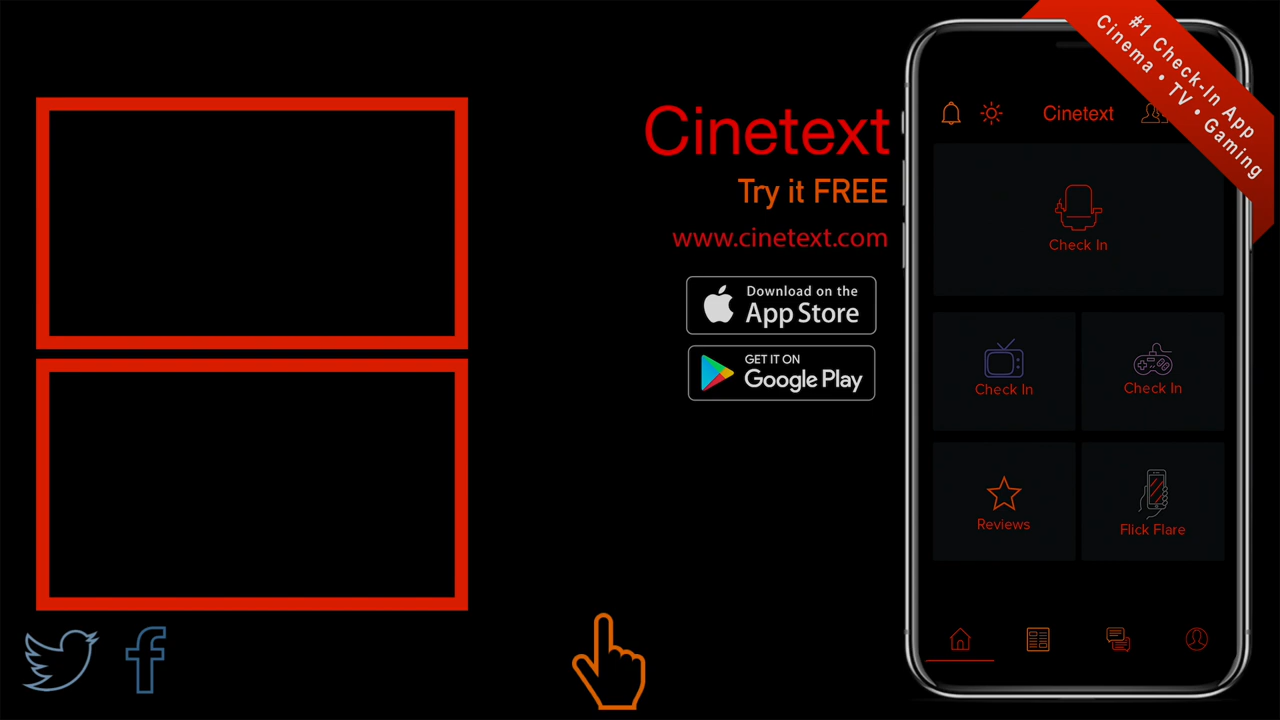 Cinetext
Try it FREE
www.cinetext.com
Download on the
App Store
GET IT ON
Google Play
#1 Check-In App
Cinema • TV • Gaming
Cinetext
Check In
Check In
Check In
Reviews
Flick Flare